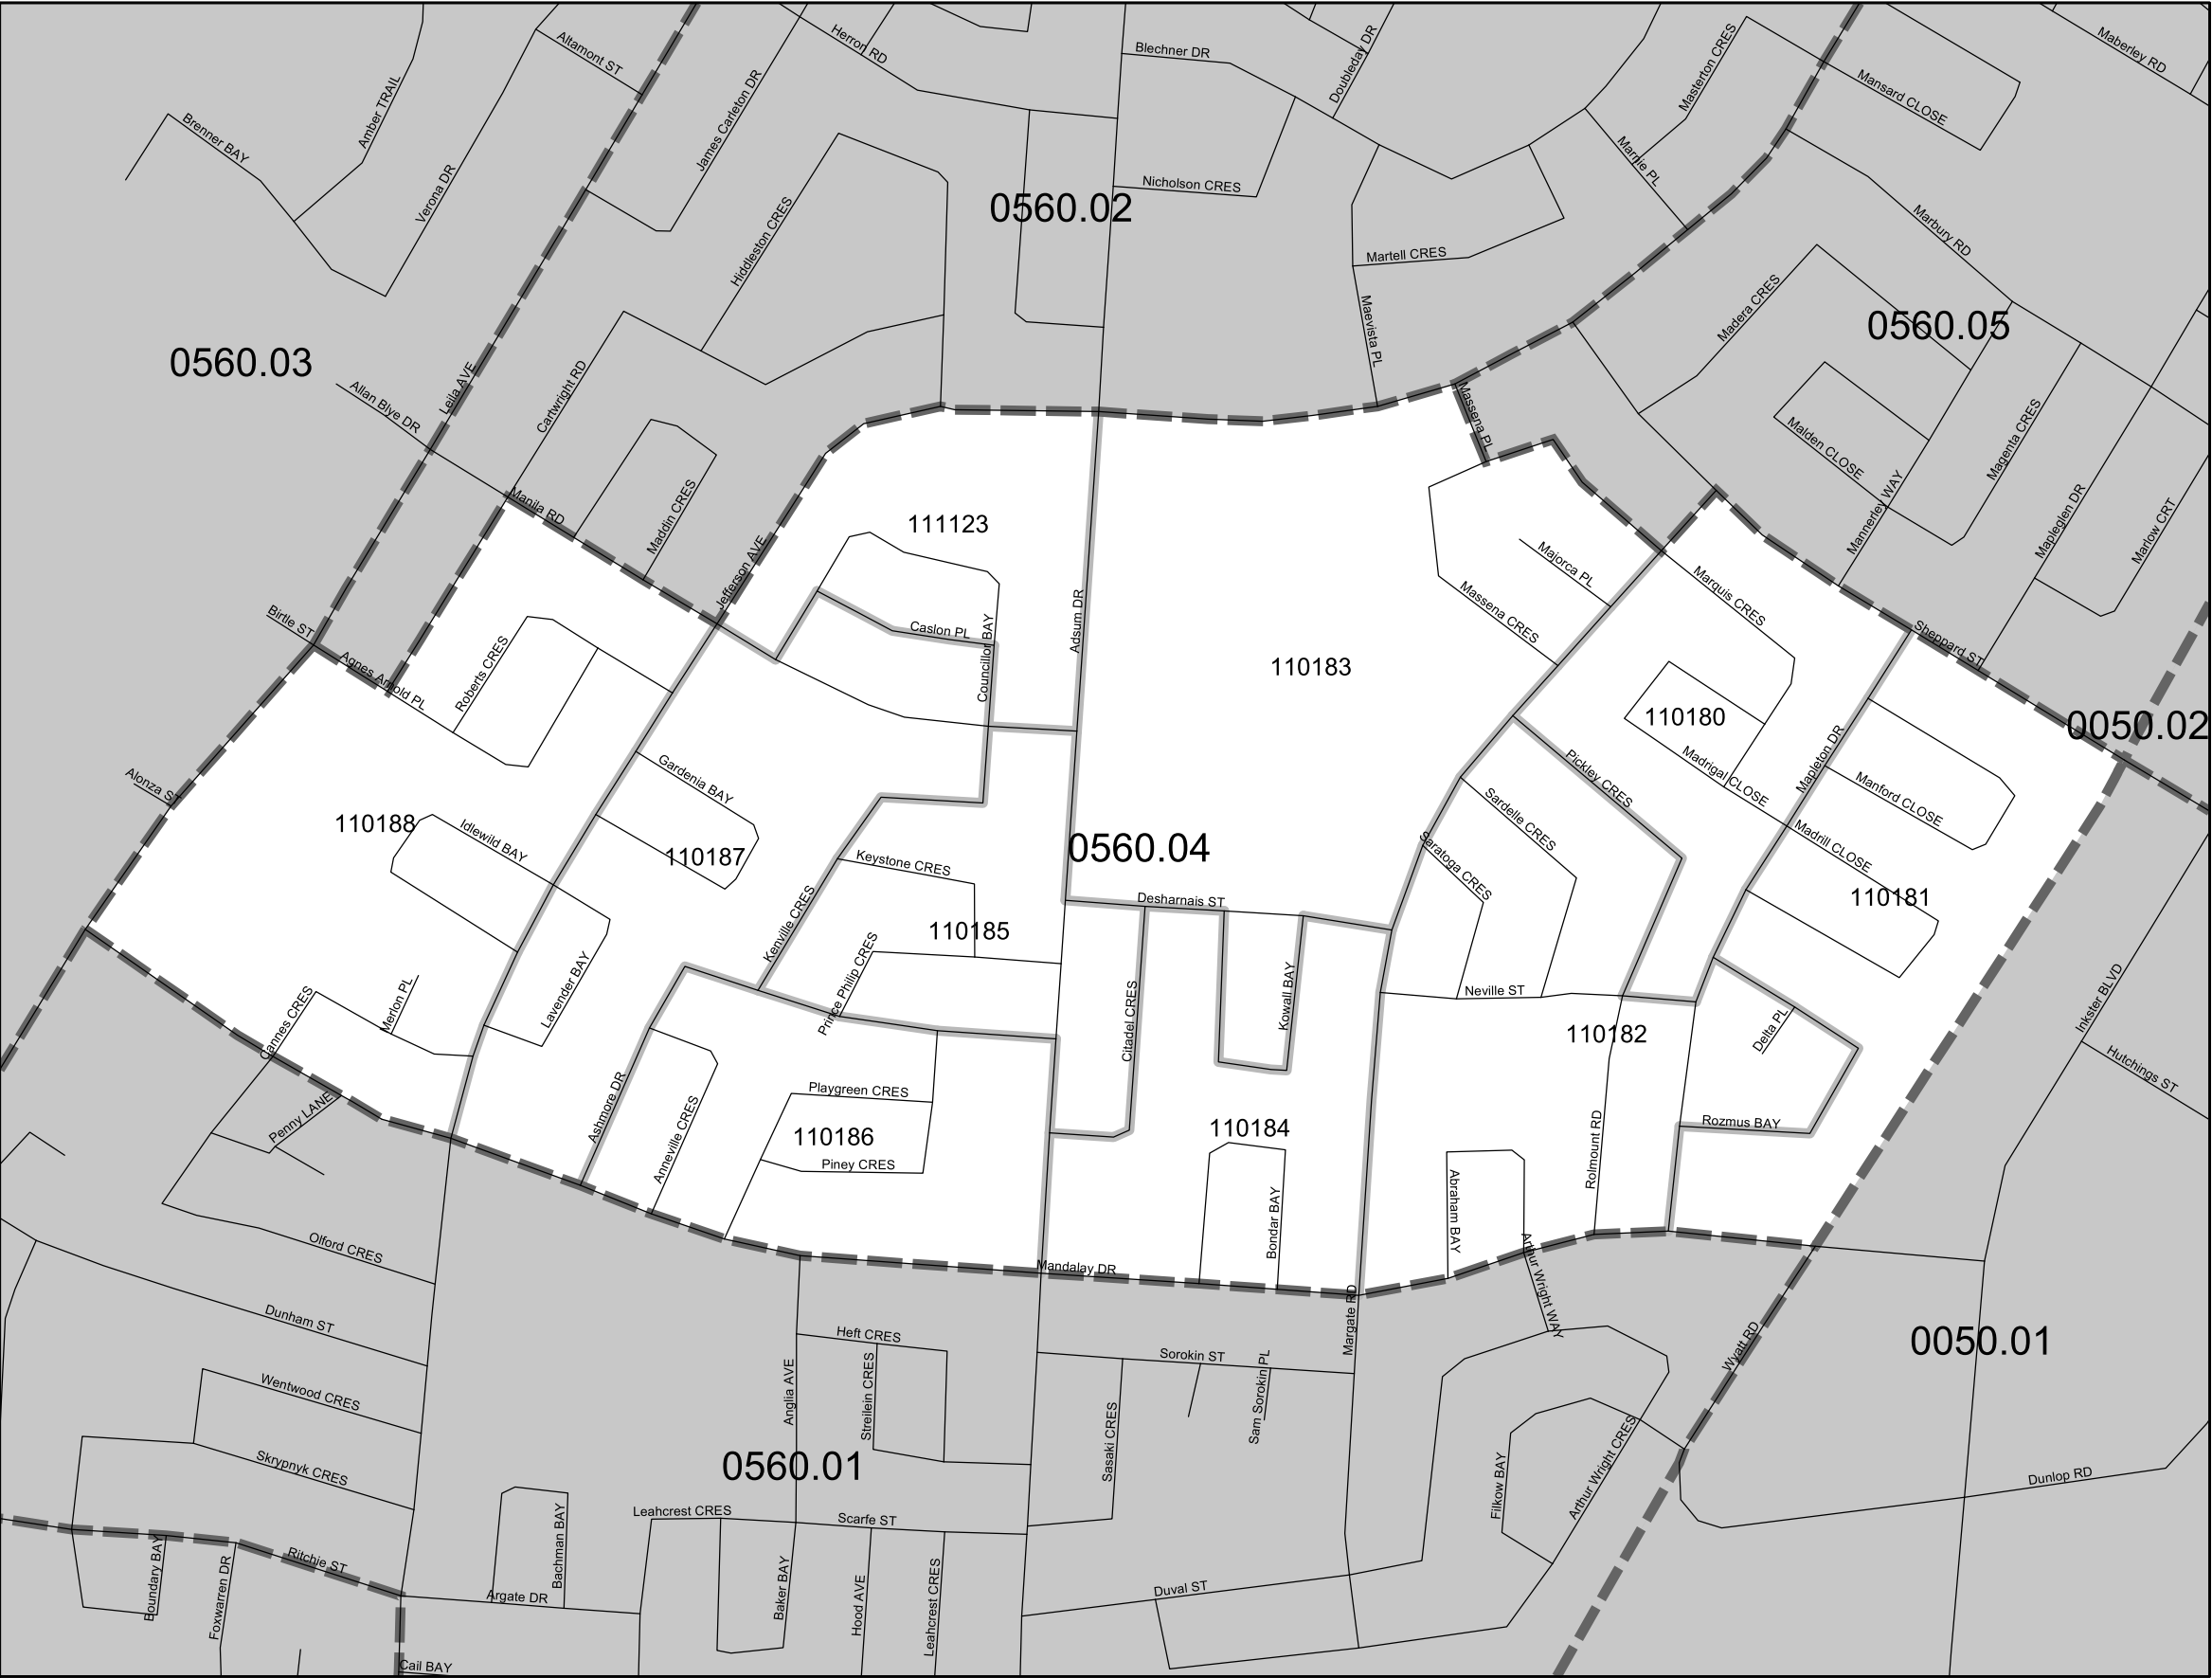 Altamont ST
Herron RD
Blechner DR
Doubleday DR
Masterton CRES
Mansard CLOSE
Maberley RD
Brenner BAY
Amber TRAIL
Verona DR
James Carleton DR
Hiddleston CRES
0560.02
Nicholson CRES
Marnie PL
Martell CRES
Marbury RD
Maevista PL
Madera CRES
0560.05
0560.03
Allan Blye DR
Leila AVE
Cartwright RD
Massena PL
Malden CLOSE
Magenta CRES
Mannerley WAY
Mapleglen DR
Marlow CRT
Manila RD
Maddin CRES
Jefferson AVE
111123
Majorca PL
Massena CRES
Marquis CRES
Birtle ST
Agnes Arnold PL
Roberts CRES
Caslon PL
Councillor BAY
Adsum DR
110183
Sheppard ST
0050.02
110180
Madrigal CLOSE
Mapleton DR
Manford CLOSE
Pickley CRES
Alonza ST
110188
Idlewild BAY
Gardenia BAY
110187
0560.04
Keystone CRES
Sardelle CRES
Saratoga CRES
Madrill CLOSE
110181
Kenville CRES
110185
Prince Philip CRES
Desharnais ST
Citadel CRES
Kowall BAY
Neville ST
110182
Delta PL
Inkster BLVD
Hutchings ST
Cannes CRES
Merlon PL
Lavender BAY
Penny LANE
Ashmore DR
Anneville CRES
Playgreen CRES
110186
Piney CRES
110184
Bondar BAY
Abraham BAY
Rolmount RD
Rozmus BAY
Arthur Wright WAY
Mandalay DR
Margate RD
Olford CRES
Dunham ST
Wentwood CRES
Skrypnyk CRES
Heft CRES
Streilein CRES
Anglia AVE
0560.01
Sorokin ST
Sam Sorokin PL
Sasaki CRES
Wyatt RD
0050.01
Filkow BAY
Arthur Wright CRES
Dunlop RD
Leahcrest CRES
Scarfe ST
Boundary BAY
Foxwarren DR
Ritchie ST
Argate DR
Bachman BAY
Baker BAY
Hood AVE
Leahcrest CRES
Duval ST
Cail BAY